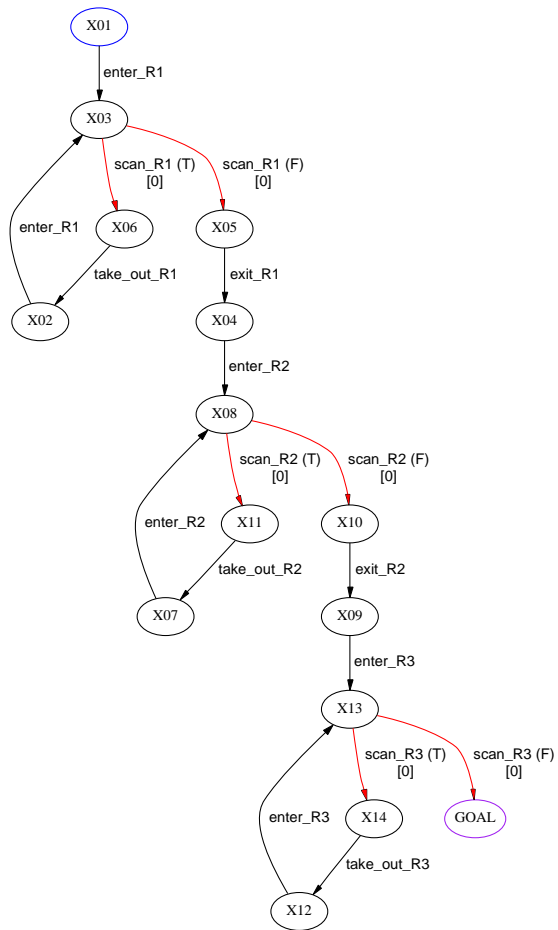 X01
enter_R1
X03
scan_R1 (T)
[0]
scan_R1 (F)
[0]
enter_R1
X06
X05
take_out_R1
exit_R1
X02
X04
enter_R2
X08
scan_R2 (T)
[0]
scan_R2 (F)
[0]
enter_R2
X11
X10
take_out_R2
exit_R2
X07
X09
enter_R3
X13
scan_R3 (T)
[0]
scan_R3 (F)
[0]
enter_R3
X14
GOAL
take_out_R3
X12